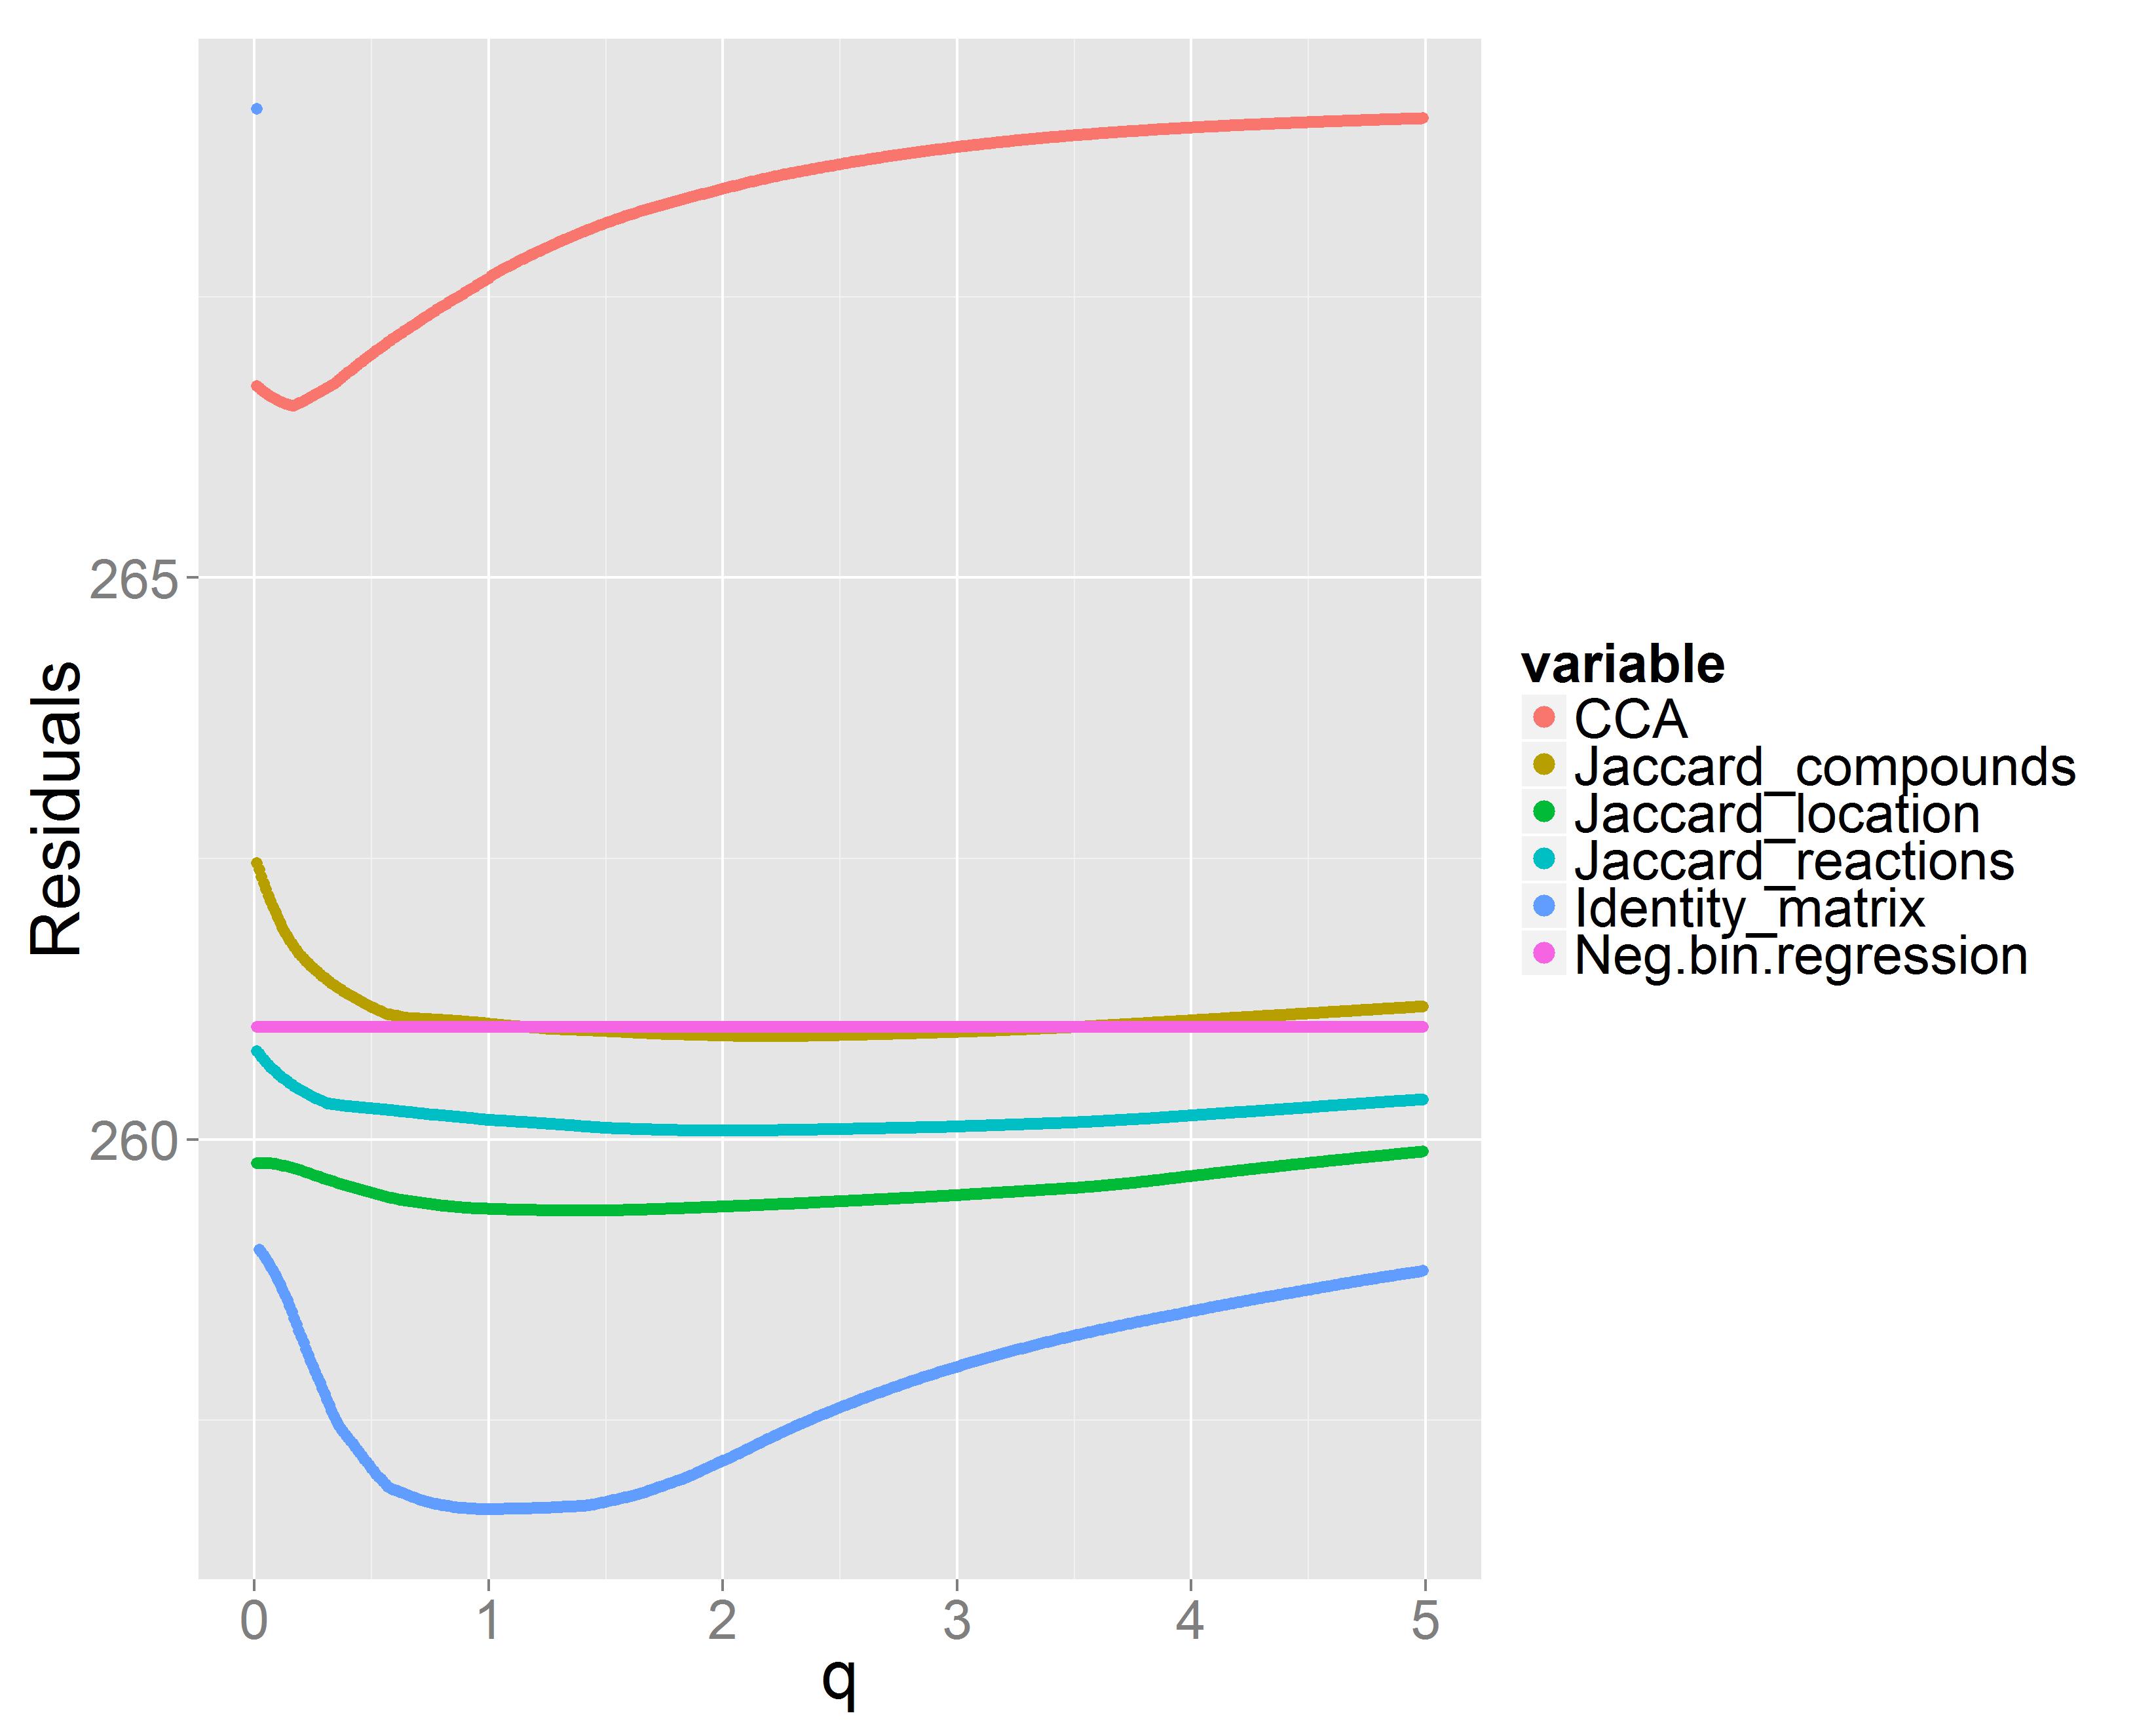 Residuals
265
260
0 1 2 3 4 5
q
variable
CCA
Jaccard_compounds
Jaccard_location
Jaccard_reactions
Identity_matrix
Neg.bin.regression